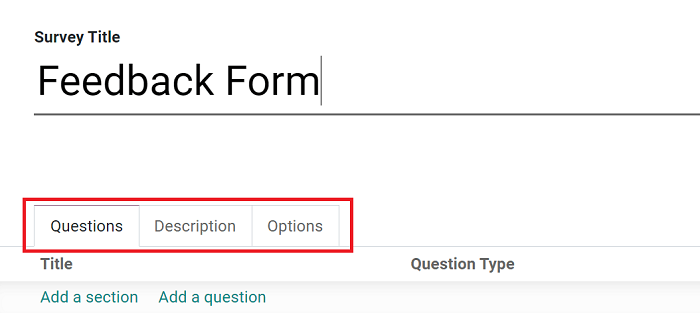 Survey Title
Feedback Form
Questions Description Options
Title Question Type
Add a section Add a question